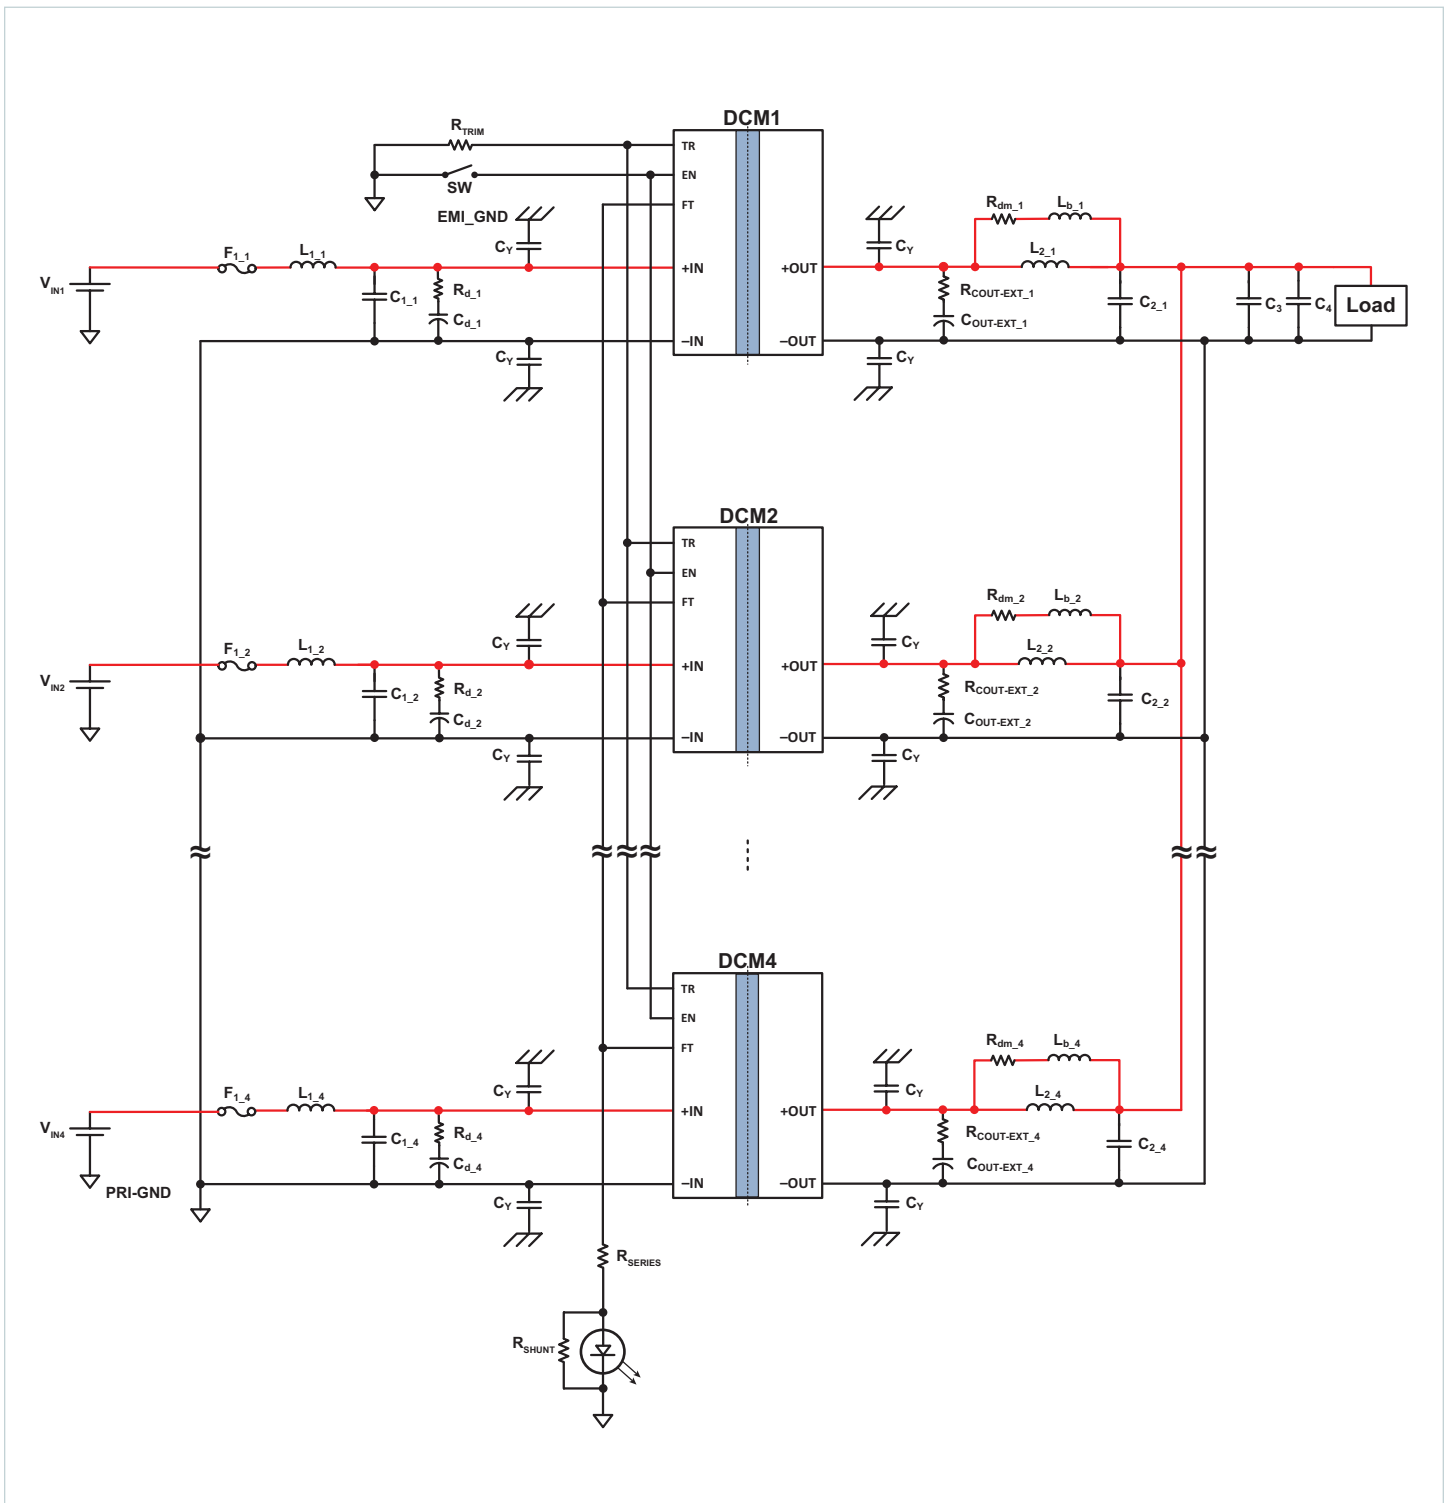 DCM1
R_TRIM
TR
SW
EN
EMI_GND
FT
F1_1
L1_1
CY
+IN
VIN1
C1_1
Rd_1
Cd_1
–IN
CY
CY
+OUT
Rdm_1
Lb_1
L2_1
RCOUT-EXT_1
COUT-EXT_1
C2_1
C3
C4
Load
–OUT
CY
DCM2
TR
EN
FT
F1_2
L1_2
CY
+IN
VIN2
C1_2
Rd_2
Cd_2
–IN
CY
CY
+OUT
Rdm_2
Lb_2
L2_2
RCOUT-EXT_2
COUT-EXT_2
C2_2
–OUT
CY
DCM4
TR
EN
FT
F1_4
L1_4
CY
+IN
VIN4
C1_4
Rd_4
Cd_4
PRI-GND
–IN
CY
CY
+OUT
Rdm_4
Lb_4
L2_4
RCOUT-EXT_4
COUT-EXT_4
C2_4
–OUT
CY
RSERIES
RSHUNT